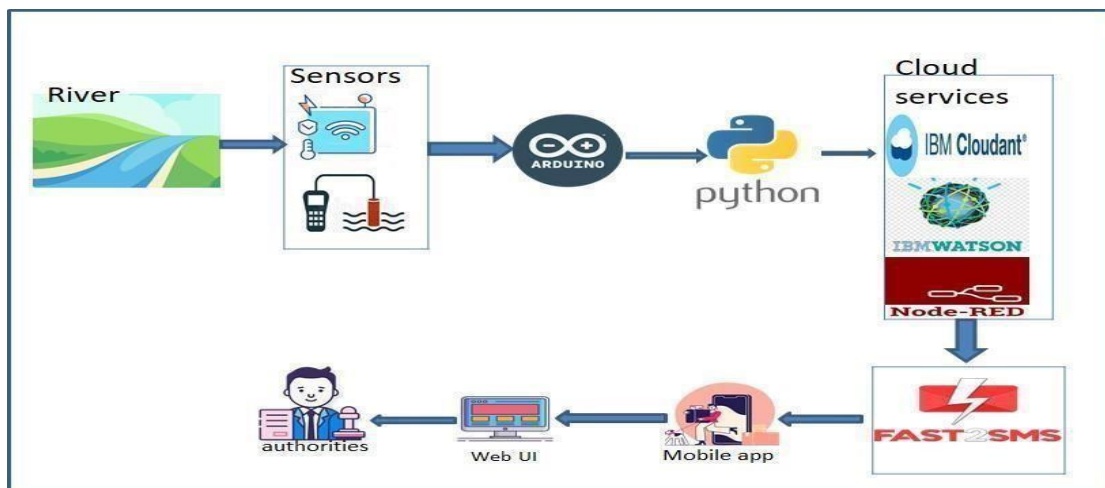 River
Sensors
ARDUINO
python
Cloud
services
IBM Cloudant®
IBMWATSON
Node-RED
FAST2SMS
Mobile app
Web UI
authorities